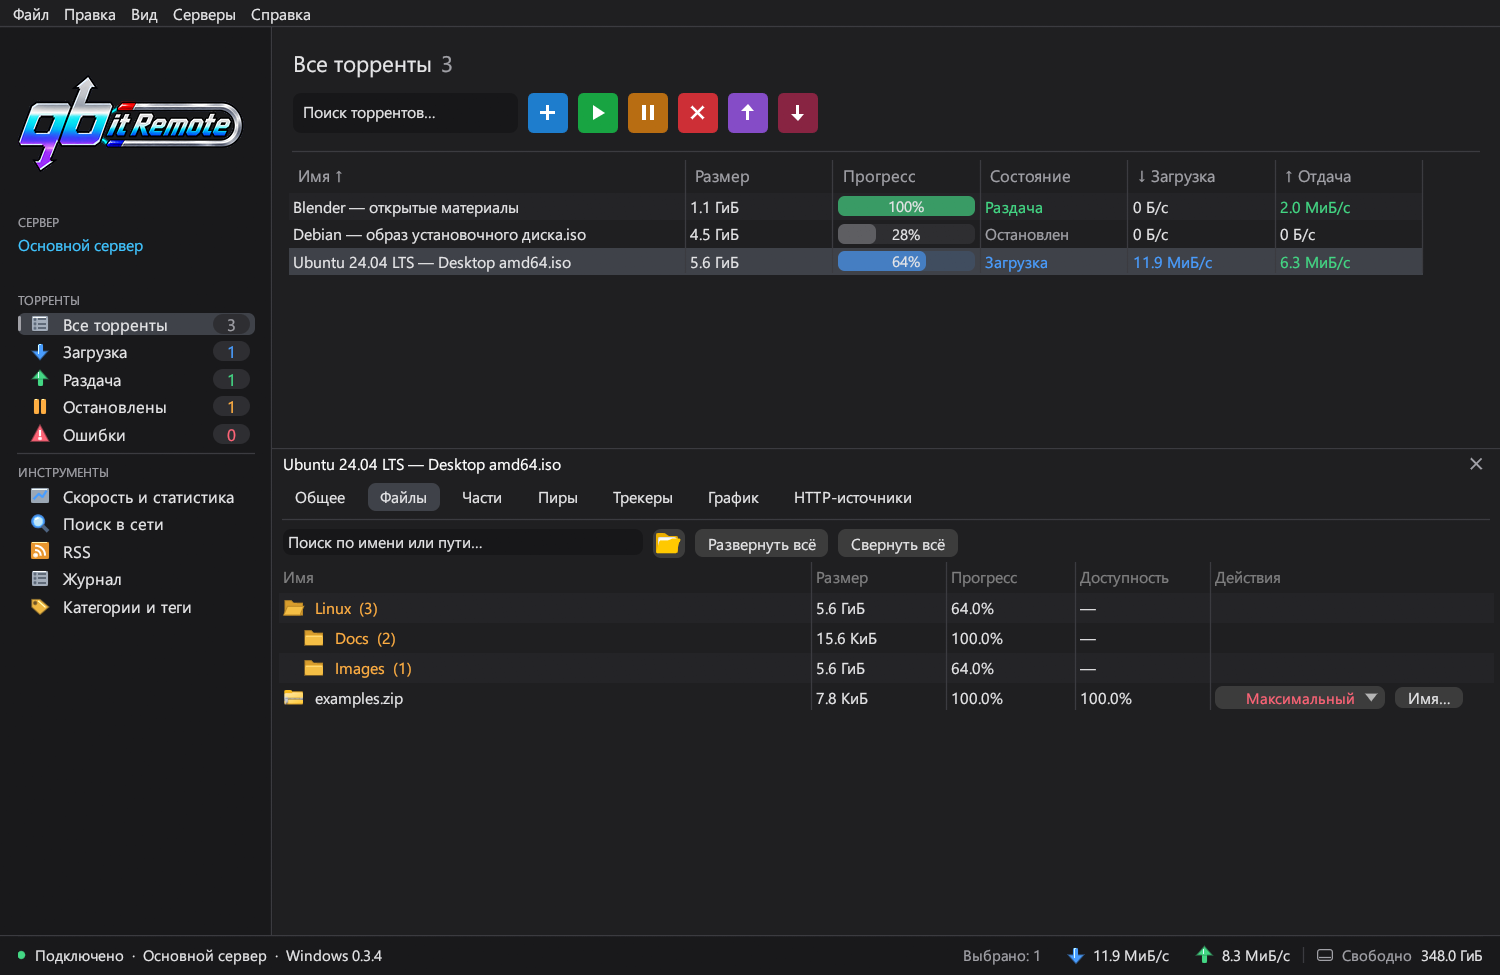 Файл Правка Вид Серверы Справка
qBit Remote
СЕРВЕР
Основной сервер
ТОРРЕНТЫ
Все торренты 3
Загрузка 1
Раздача 1
Остановлены 1
Ошибки 0
ИНСТРУМЕНТЫ
Скорость и статистика
Поиск в сети
RSS
Журнал
Категории и теги
Все торренты 3
Поиск торрентов...
Имя ↑ Размер Прогресс Состояние ↓ Загрузка ↑ Отдача
Blender — открытые материалы 1.1 ГиБ 100% Раздача 0 Б/с 2.0 МиБ/с
Debian — образ установочного диска.iso 4.5 ГиБ 28% Остановлен 0 Б/с 0 Б/с
Ubuntu 24.04 LTS — Desktop amd64.iso 5.6 ГиБ 64% Загрузка 11.9 МиБ/с 6.3 МиБ/с
Ubuntu 24.04 LTS — Desktop amd64.iso
Общее Файлы Части Пиры Трекеры График HTTP-источники
Поиск по имени или пути... Развернуть всё Свернуть всё
Имя Размер Прогресс Доступность Действия
Linux (3) 5.6 ГиБ 64.0% —
Docs (2) 15.6 КиБ 100.0% —
Images (1) 5.6 ГиБ 64.0% —
examples.zip 7.8 КиБ 100.0% 100.0% Максимальный Имя...
Подключено · Основной сервер · Windows 0.3.4 Выбрано: 1 11.9 МиБ/с 8.3 МиБ/с Свободно 348.0 ГиБ